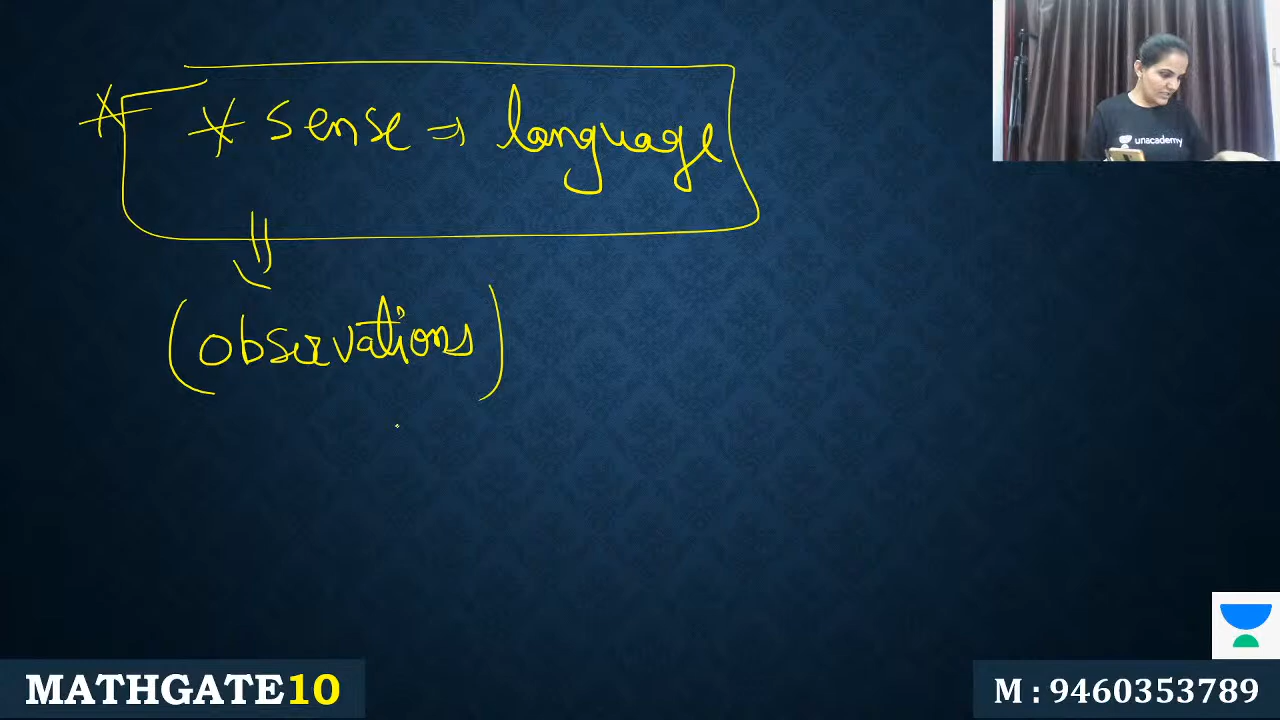 * * sense ⇒ language
⇓
(observations)
unacademy
MATHGATE10
M : 9460353789